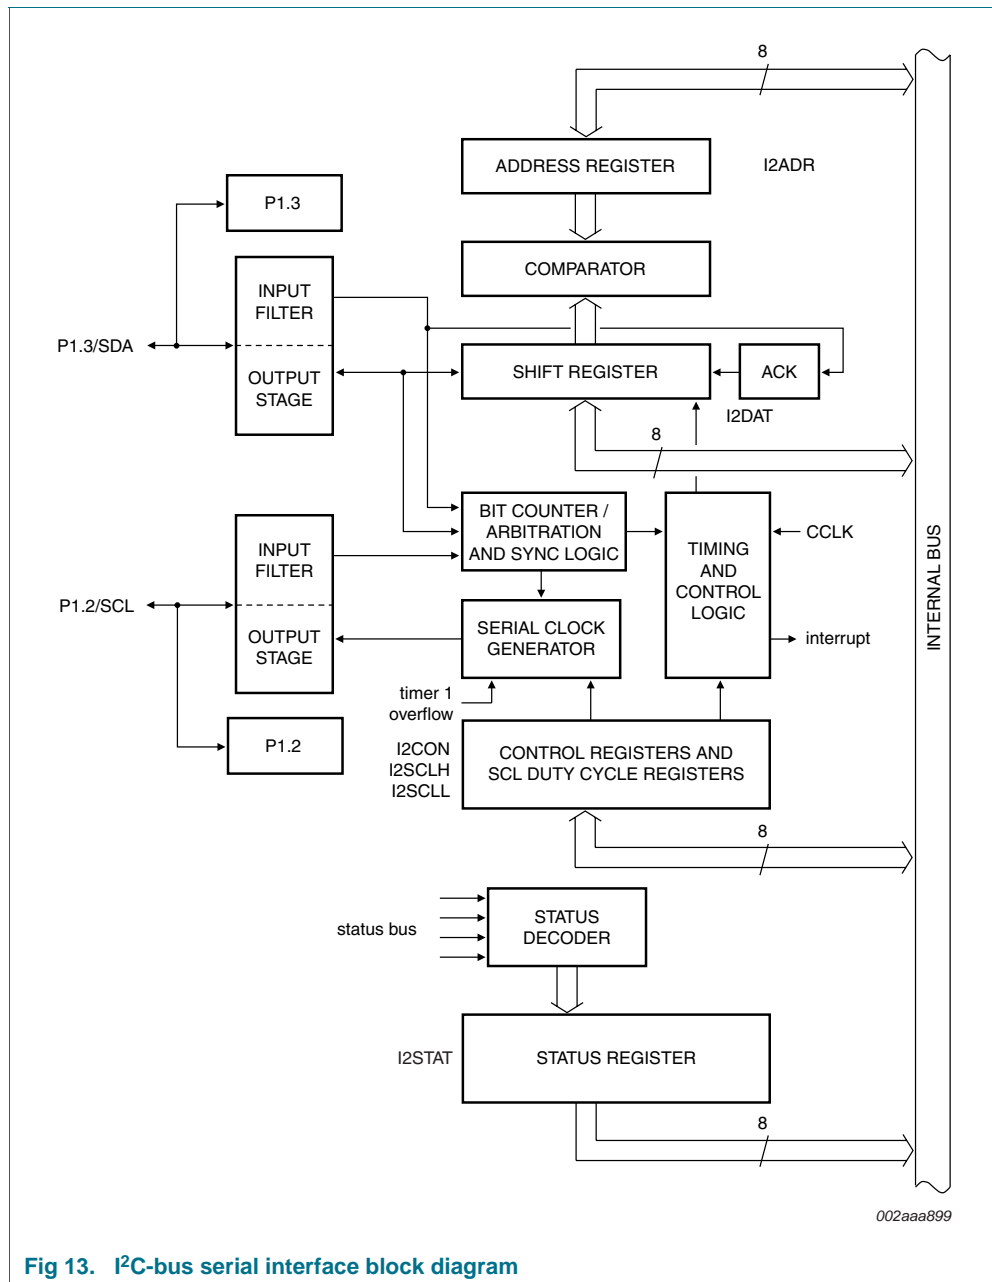 8
ADDRESS REGISTER
I2ADR
P1.3
COMPARATOR
INPUT
FILTER
P1.3/SDA
OUTPUT
STAGE
SHIFT REGISTER
ACK
I2DAT
8
BIT COUNTER /
ARBITRATION
AND SYNC LOGIC
TIMING
AND
CONTROL
LOGIC
CCLK
interrupt
INTERNAL BUS
INPUT
FILTER
P1.2/SCL
OUTPUT
STAGE
SERIAL CLOCK
GENERATOR
timer 1
overflow
P1.2
I2CON
I2SCLH
I2SCLL
CONTROL REGISTERS AND
SCL DUTY CYCLE REGISTERS
8
status bus
STATUS
DECODER
I2STAT
STATUS REGISTER
8
002aaa899
Fig 13. I²C-bus serial interface block diagram